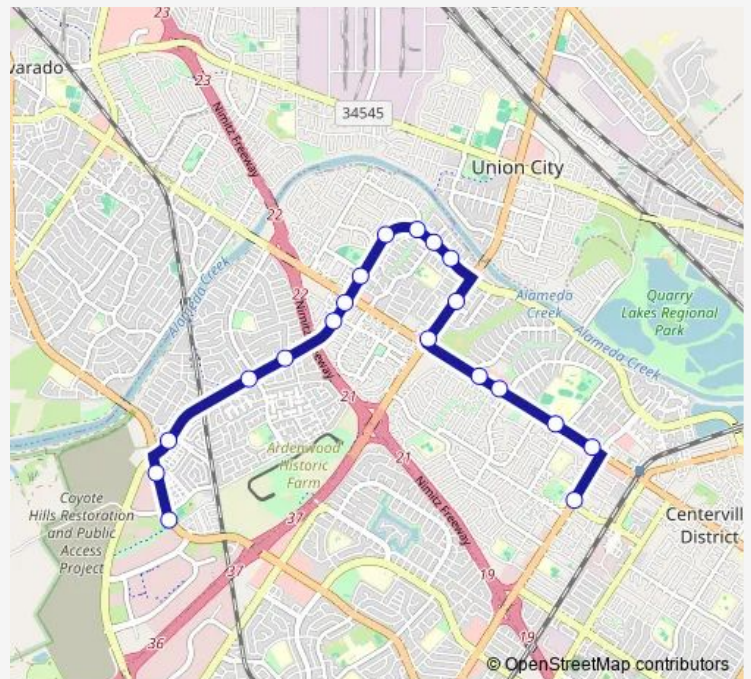 23
varado
23
Nimitz Freeway
34545
Union City
22
Alameda Creek
22
Nimitz Freeway
Alameda
Creek
Quarry
Lakes Regional
Park
Alameda Creek
21
Ardenwood
Historic
Farm
21
Nimitz Freeway
Coyote
Hills Restoration
and Public
Access
Project
37
Centervill
District
37
19
36
19
© OpenStreetMap contributors